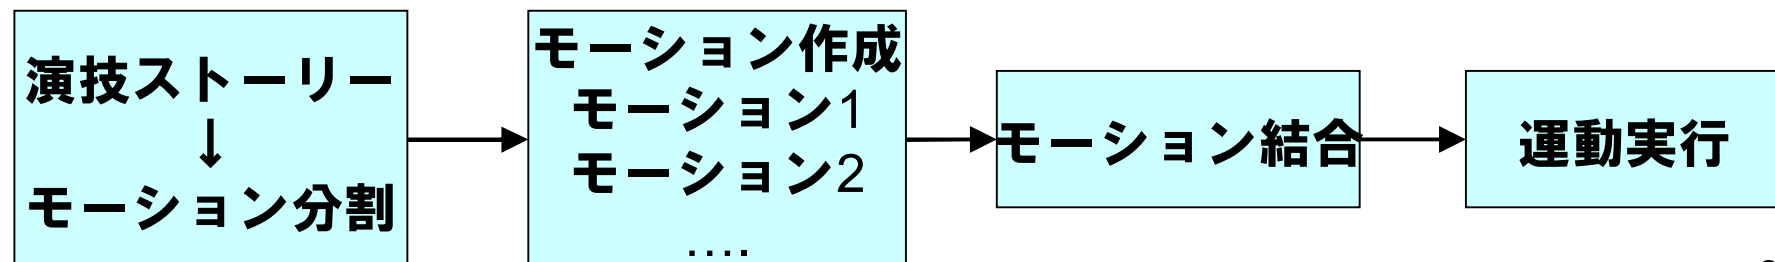 演技ストーリー
↓
モーション分割
モーション作成
モーション1
モーション2
....
モーション結合
運動実行